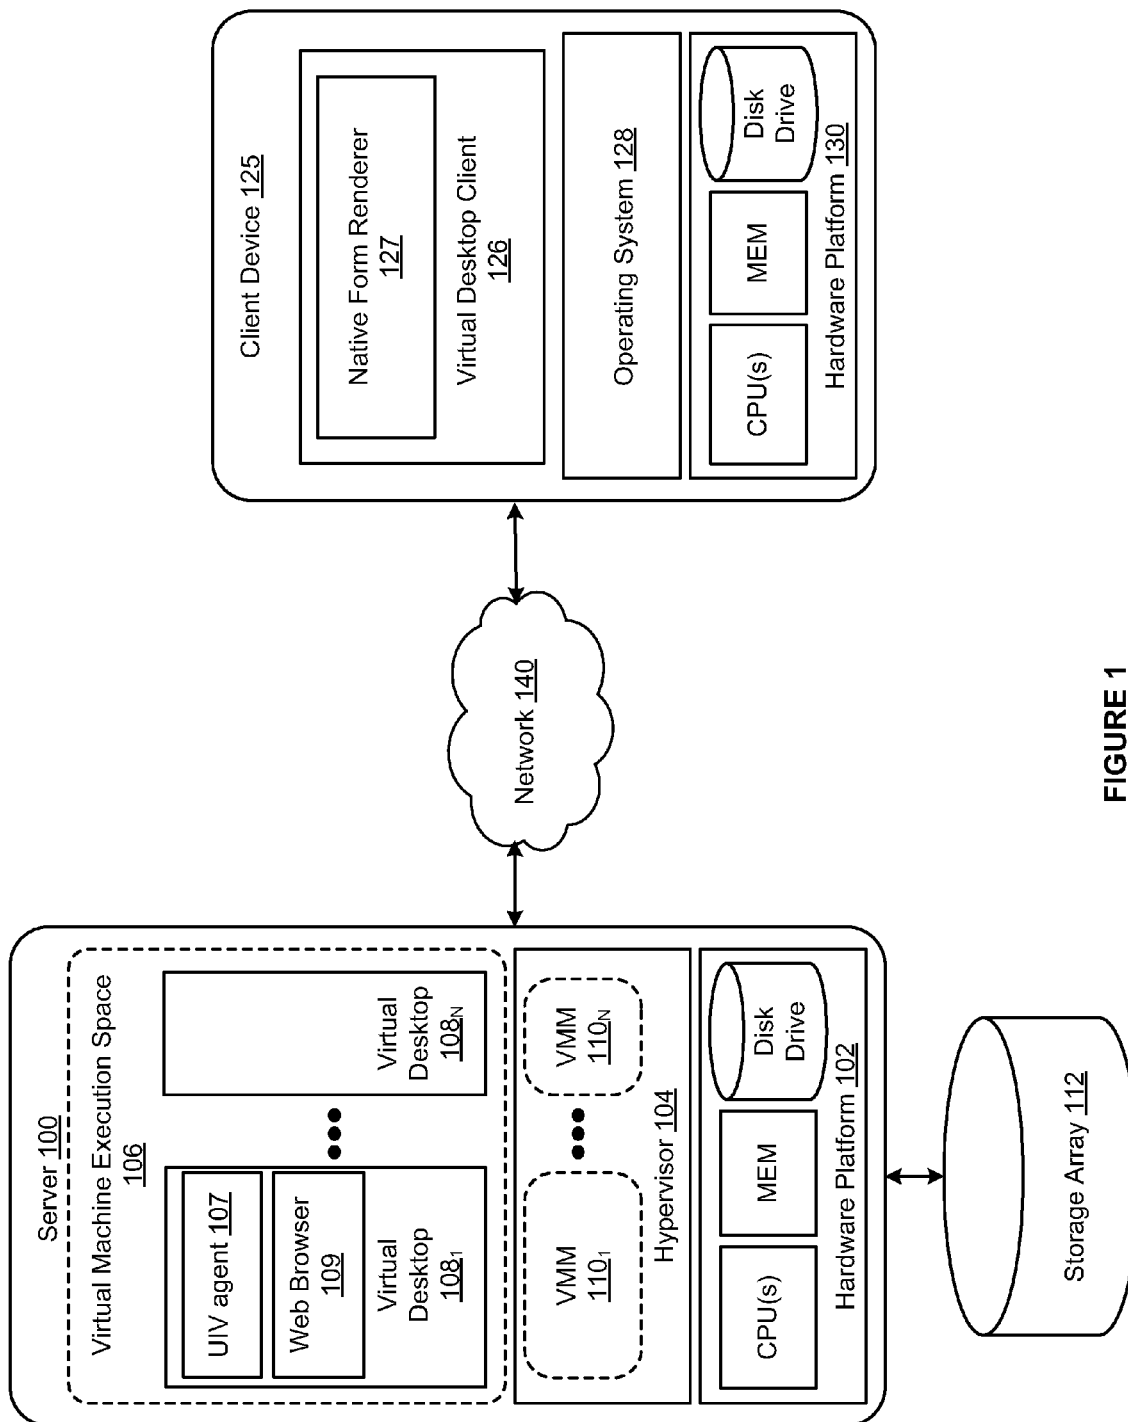 Server 100
Virtual Machine Execution Space
106
UIV agent 107
Web Browser
109
Virtual
Desktop
108₁
Virtual
Desktop
108N
VMM
110₁
VMM
110N
Hypervisor 104
CPU(s)
MEM
Disk
Drive
Hardware Platform 102
Storage Array 112
Network 140
Client Device 125
Native Form Renderer
127
Virtual Desktop Client
126
Operating System 128
CPU(s)
MEM
Disk
Drive
Hardware Platform 130
FIGURE 1